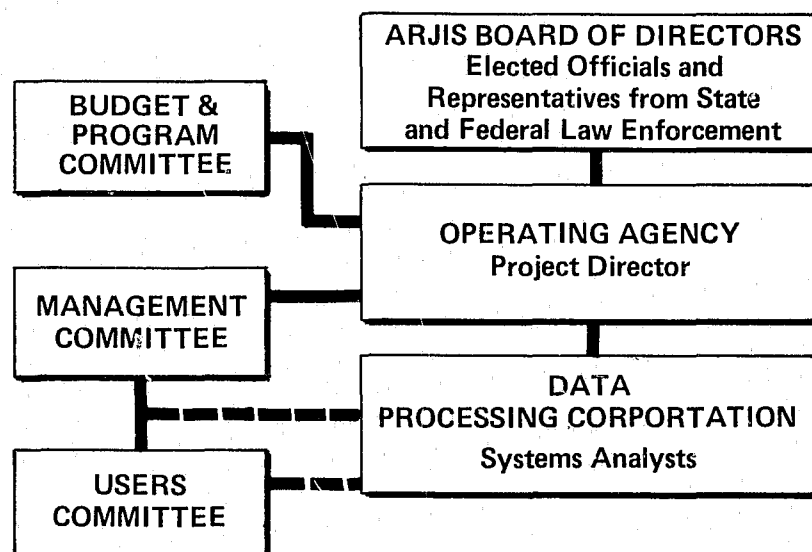 ARJIS BOARD OF DIRECTORS
Elected Officials and
Representatives from State
and Federal Law Enforcement
BUDGET &
PROGRAM
COMMITTEE
OPERATING AGENCY
Project Director
MANAGEMENT
COMMITTEE
DATA
PROCESSING CORPORTATION
Systems Analysts
USERS
COMMITTEE